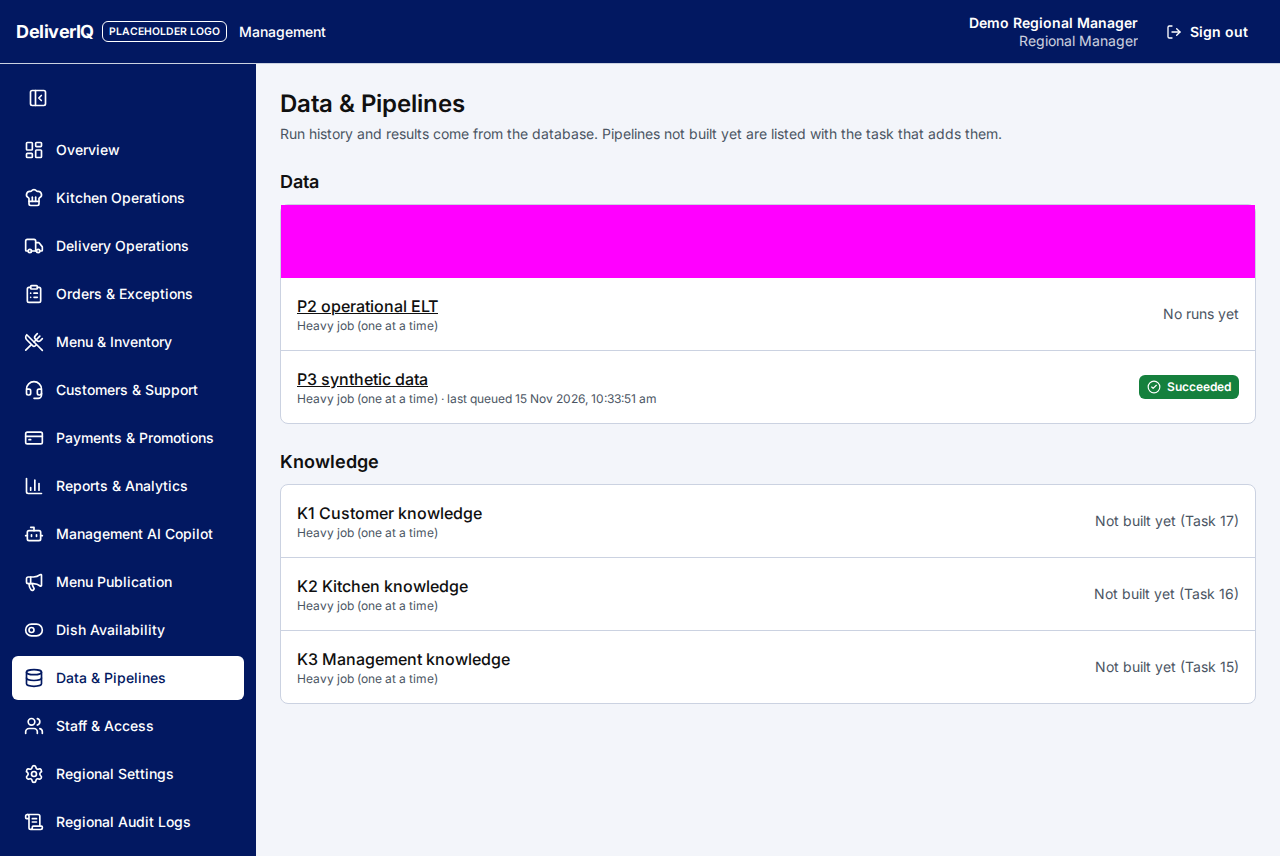 DeliverIQ
PLACEHOLDER LOGO
Management
Demo Regional Manager
Regional Manager
Sign out
Overview
Kitchen Operations
Delivery Operations
Orders & Exceptions
Menu & Inventory
Customers & Support
Payments & Promotions
Reports & Analytics
Management AI Copilot
Menu Publication
Dish Availability
Data & Pipelines
Staff & Access
Regional Settings
Regional Audit Logs
Data & Pipelines
Run history and results come from the database. Pipelines not built yet are listed with the task that adds them.
Data
P2 operational ELT
Heavy job (one at a time)
No runs yet
P3 synthetic data
Heavy job (one at a time) · last queued 15 Nov 2026, 10:33:51 am
Succeeded
Knowledge
K1 Customer knowledge
Heavy job (one at a time)
Not built yet (Task 17)
K2 Kitchen knowledge
Heavy job (one at a time)
Not built yet (Task 16)
K3 Management knowledge
Heavy job (one at a time)
Not built yet (Task 15)